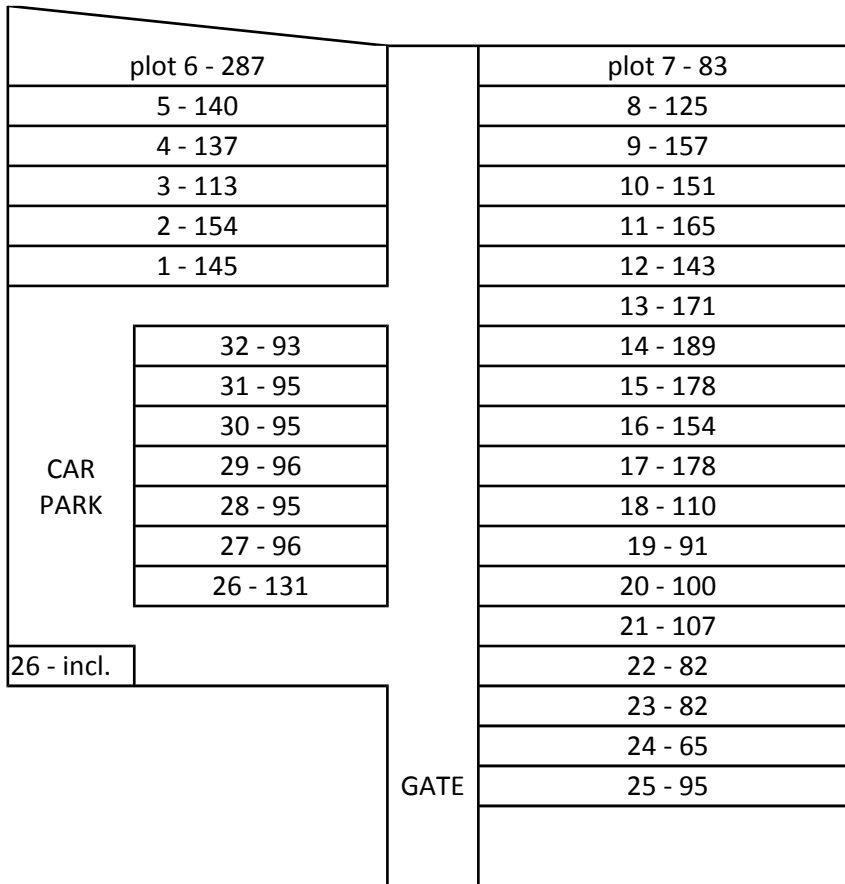 plot 6 - 287
5 - 140
4 - 137
3 - 113
2 - 154
1 - 145
32 - 93
31 - 95
30 - 95
29 - 96
28 - 95
27 - 96
26 - 131
CAR
PARK
26 - incl.
GATE
plot 7 - 83
8 - 125
9 - 157
10 - 151
11 - 165
12 - 143
13 - 171
14 - 189
15 - 178
16 - 154
17 - 178
18 - 110
19 - 91
20 - 100
21 - 107
22 - 82
23 - 82
24 - 65
25 - 95